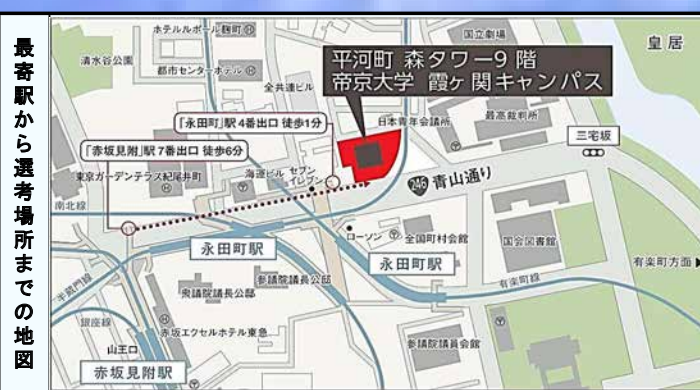 最寄駅から選考場所までの地図
ホテルルポール麹町
国立劇場
皇居
清水谷公園
都市センターホテル
平河町 森タワー9 階
帝京大学 霞ヶ関キャンパス
全共連ビル
「永田町」駅 4番出口 徒歩1分
日本青年会議所
最高裁判所
三宅坂
「赤坂見附」駅 7番出口 徒歩6分
東京ガーデンテラス紀尾井町
海運ビル
セブン
イレブン
246 青山通り
南北線
永田町駅
ローソン
全国町村会館
国会図書館
永田町駅
有楽町方面
半蔵門線
衆議院議長公邸
参議院議長公邸
有楽町線
銀座線
赤坂エクセルホテル東急
山王口
参議院議員会館
赤坂見附駅